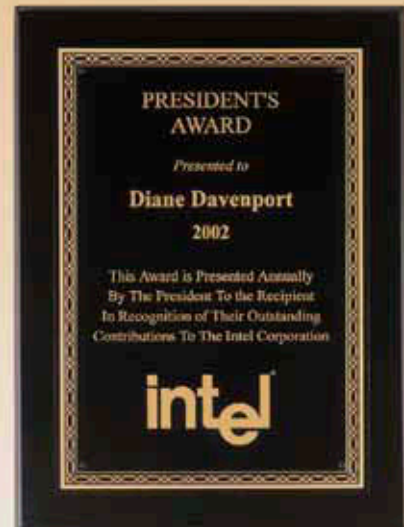 PRESIDENT'S
AWARD
Presented to
Diane Davenport
2002
This Award is Presented Annually
By The President To the Recipient
In Recognition of Their Outstanding
Contributions To The Intel Corporation
intel